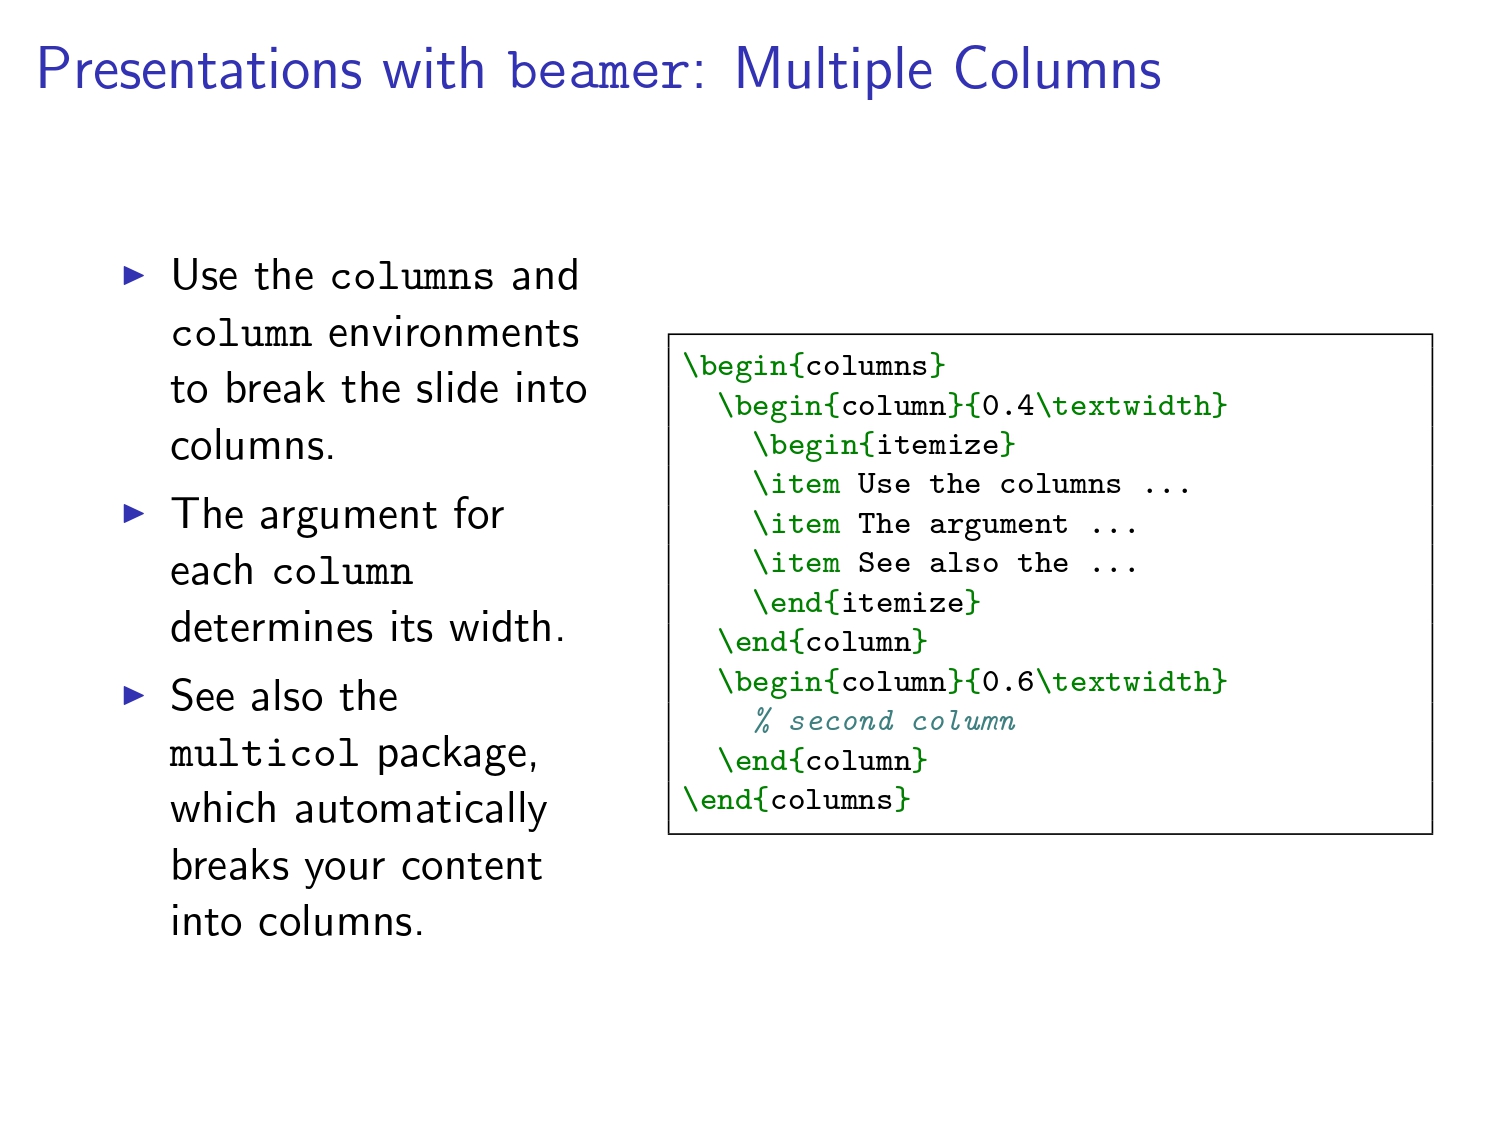 Presentations with beamer: Multiple Columns
▶ Use the columns and
column environments
to break the slide into
columns.
▶ The argument for
each column
determines its width.
▶ See also the
multicol package,
which automatically
breaks your content
into columns.
\begin{columns}
  \begin{column}{0.4\textwidth}
    \begin{itemize}
    \item Use the columns ...
    \item The argument ...
    \item See also the ...
    \end{itemize}
  \end{column}
  \begin{column}{0.6\textwidth}
    % second column
  \end{column}
\end{columns}